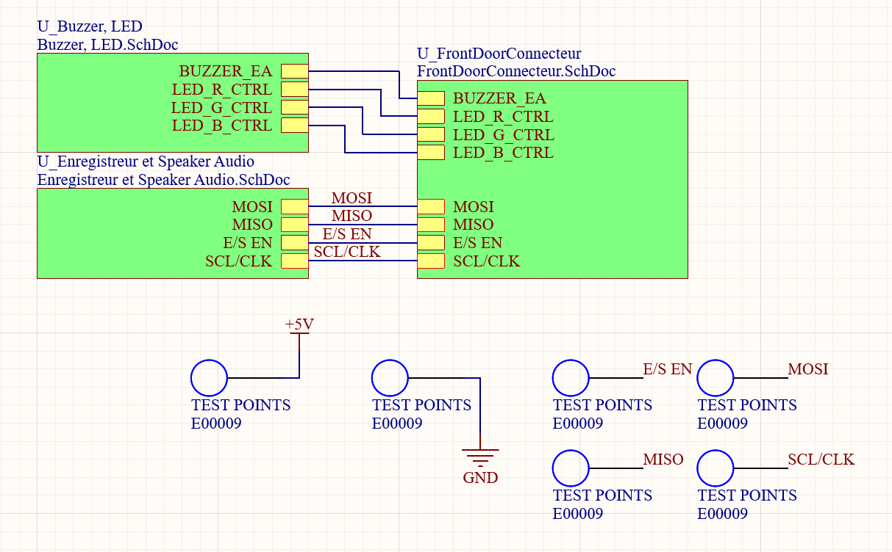 U_Buzzer, LED
Buzzer, LED.SchDoc
BUZZER_EA
LED_R_CTRL
LED_G_CTRL
LED_B_CTRL
U_FrontDoorConnecteur
FrontDoorConnecteur.SchDoc
BUZZER_EA
LED_R_CTRL
LED_G_CTRL
LED_B_CTRL
U_Enregistreur et Speaker Audio
Enregistreur et Speaker Audio.SchDoc
MOSI
MISO
E/S EN
SCL/CLK
MOSI
MISO
E/S EN
SCL/CLK
MOSI
MISO
E/S EN
SCL/CLK
+5V
TEST POINTS
E00009
TEST POINTS
E00009
GND
E/S EN
TEST POINTS
E00009
MOSI
TEST POINTS
E00009
MISO
TEST POINTS
E00009
SCL/CLK
TEST POINTS
E00009